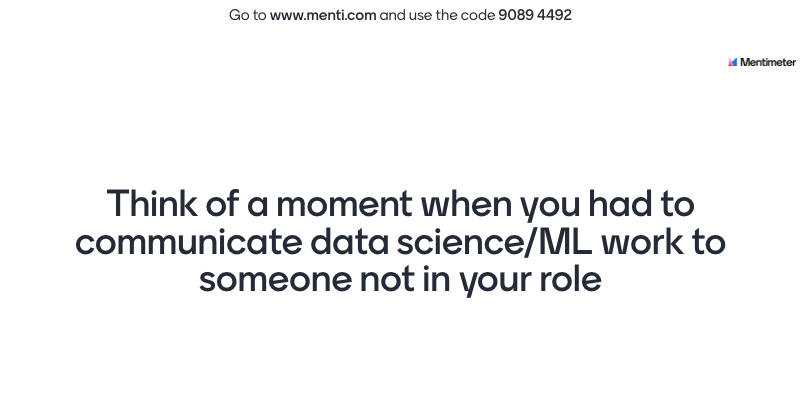 Go to www.menti.com and use the code 9089 4492
Mentimeter
Think of a moment when you had to
communicate data science/ML work to
someone not in your role